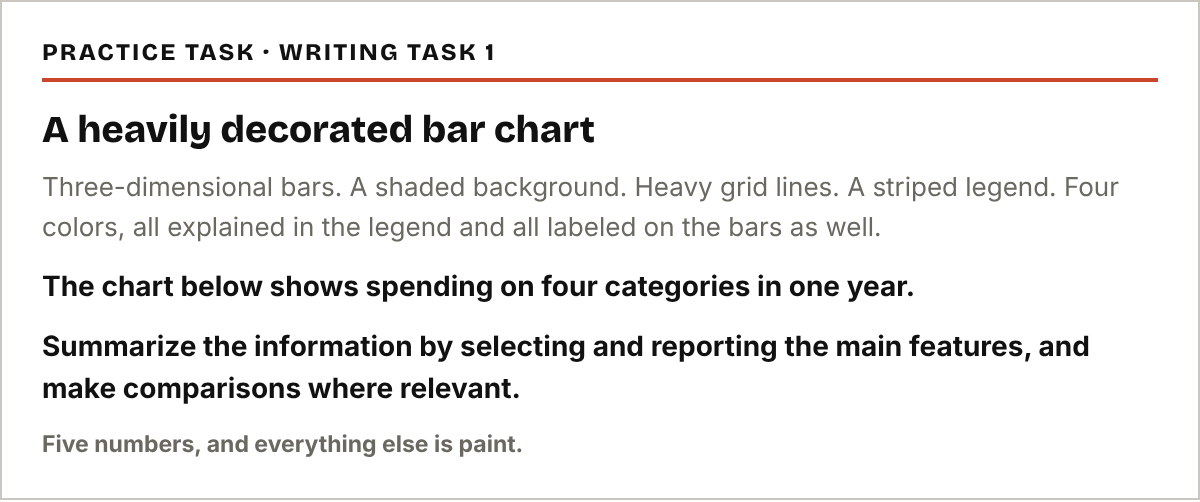 PRACTICE TASK · WRITING TASK 1
A heavily decorated bar chart
Three-dimensional bars. A shaded background. Heavy grid lines. A striped legend. Four
colors, all explained in the legend and all labeled on the bars as well.
The chart below shows spending on four categories in one year.
Summarize the information by selecting and reporting the main features, and
make comparisons where relevant.
Five numbers, and everything else is paint.